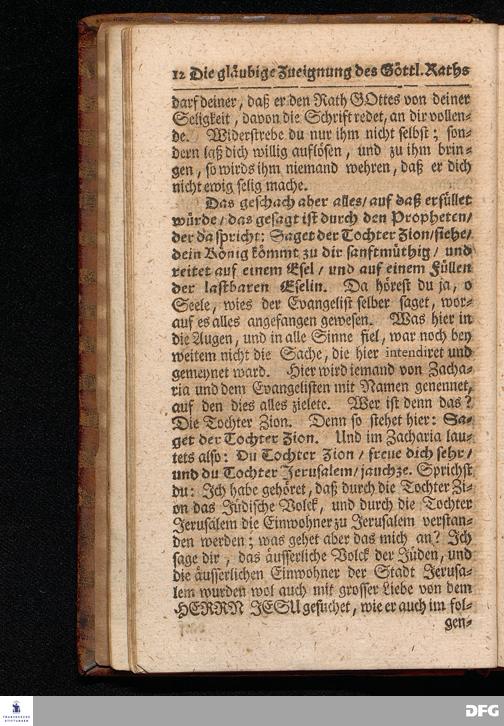 12 Die gläubige Zueignung des Göttl. Raths
darf deiner, daß er den Rath GOttes von deiner
Seligkeit, davon die Schrift redet, an dir vollen-
de. Widerstrebe du nur ihm nicht selbst; son-
dern laß dich willig auflösen, und zu ihm brin-
gen, so wirds ihm niemand wehren, daß er dich
nicht ewig selig mache.
Das geschach aber alles/ auf daß erfüllet
würde/ das gesagt ist durch den Propheten/
der da spricht: Saget der Tochter Zion/ siehe/
dein König kömmt zu dir sanftmüthig/ und
reitet auf einem Esel/ und auf einem Füllen
der lastbaren Eselin. Da hörest du ja, o
Seele, wies der Evangelist selber saget, wor-
auf es alles angefangen gewesen. Was hier in
die Augen, und in alle Sinne fiel, war noch bey
weitem nicht die Sache, die hier intendiret und
gemeynet ward. Hier wird iemand von Zacha-
ria und dem Evangelisten mit Namen genennet,
auf den dies alles zielete. Wer ist denn das?
Die Tochter Zion. Denn so stehet hier: Sa-
get der Tochter Zion. Und im Zacharia lau-
tets also: Du Tochter Zion/ freue dich sehr/
und du Tochter Jerusalem/ jauchze. Sprichst
du: Ich habe gehöret, daß durch die Tochter Zi-
on das Jüdische Volck, und durch die Tochter
Jerusalem die Einwohner zu Jerusalem verstan-
den werden; was gehet aber das mich an? Ich
sage dir, das äusserliche Volck der Jüden, und
die äusserlichen Einwohner der Stadt Jerusa-
lem wurden wol auch mit grosser Liebe von dem
HERRN JESU gesuchet, wie er auch im fol-
gen-
FRANCKESCHE
STIFTUNGEN
DFG